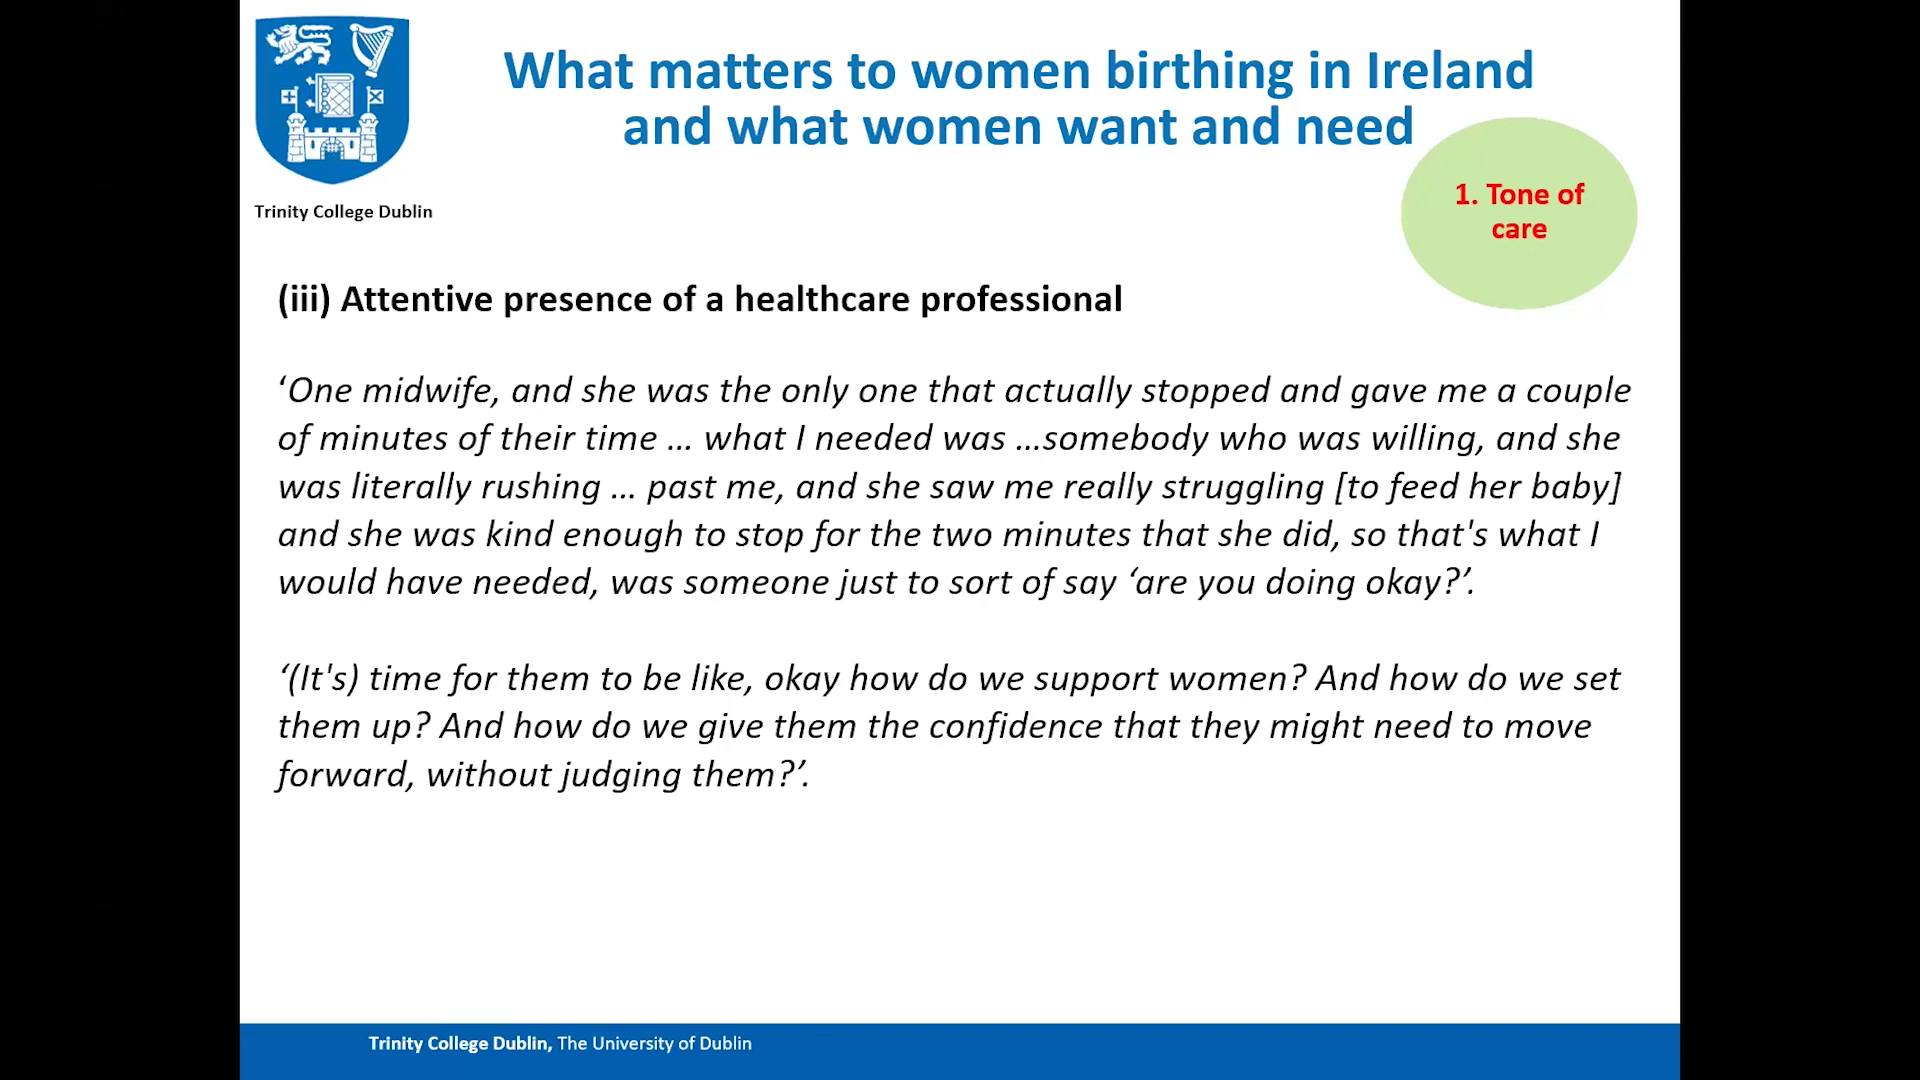 What matters to women birthing in Ireland
and what women want and need
1. Tone of
care
Trinity College Dublin
(iii) Attentive presence of a healthcare professional
‘One midwife, and she was the only one that actually stopped and gave me a couple
of minutes of their time … what I needed was …somebody who was willing, and she
was literally rushing … past me, and she saw me really struggling [to feed her baby]
and she was kind enough to stop for the two minutes that she did, so that's what I
would have needed, was someone just to sort of say ‘are you doing okay?’.
‘(It's) time for them to be like, okay how do we support women? And how do we set
them up? And how do we give them the confidence that they might need to move
forward, without judging them?’.
Trinity College Dublin, The University of Dublin